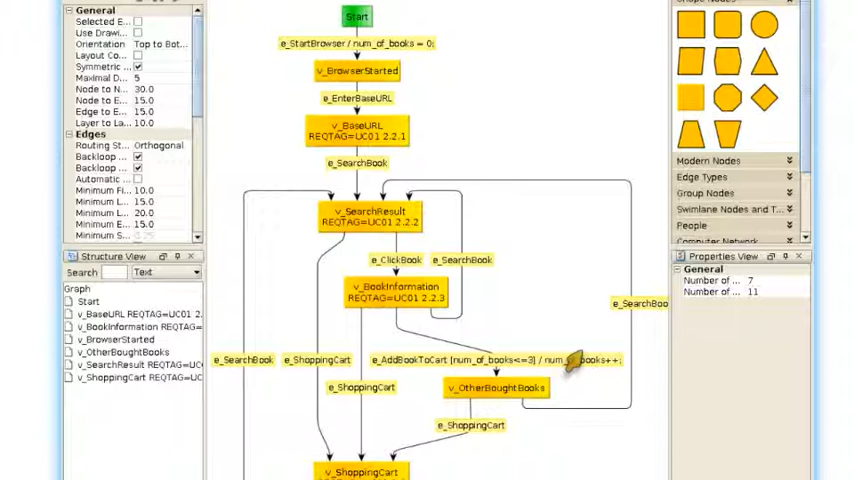 General
Selected E...
Use Drawi...
Orientation Top to Bot...
Layout Co...
Symmetric ...
Maximal D... 5
Node to N... 30.0
Node to E... 15.0
Edge to E... 15.0
Layer to La... 10.0
Edges
Routing St... Orthogonal
Backloop ...
Backloop ...
Automatic ...
Minimum Fi... 10.0
Minimum L... 15.0
Minimum L... 20.0
Minimum E... 15.0
Minimum S...
Structure View
Search Text
Graph
Start
v_BaseURL REQTAG=UC01 2...
v_BookInformation REQTAG=...
v_BrowserStarted
v_OtherBoughtBooks
v_SearchResult REQTAG=UC...
v_ShoppingCart REQTAG=UC...
Start
e_StartBrowser / num_of_books = 0;
v_BrowserStarted
e_EnterBaseURL
v_BaseURL
REQTAG=UC01 2.2.1
e_SearchBook
v_SearchResult
REQTAG=UC01 2.2.2
e_ClickBook
e_SearchBook
v_BookInformation
REQTAG=UC01 2.2.3
e_SearchBoo
e_SearchBook
e_ShoppingCart
e_AddBookToCart [num_of_books<=3] / num_of_books++;
e_ShoppingCart
v_OtherBoughtBooks
e_ShoppingCart
v_ShoppingCart
Shape Nodes
Modern Nodes
Edge Types
Group Nodes
Swimlane Nodes and T...
People
Computer Network
Properties View
General
Number of ... 7
Number of ... 11